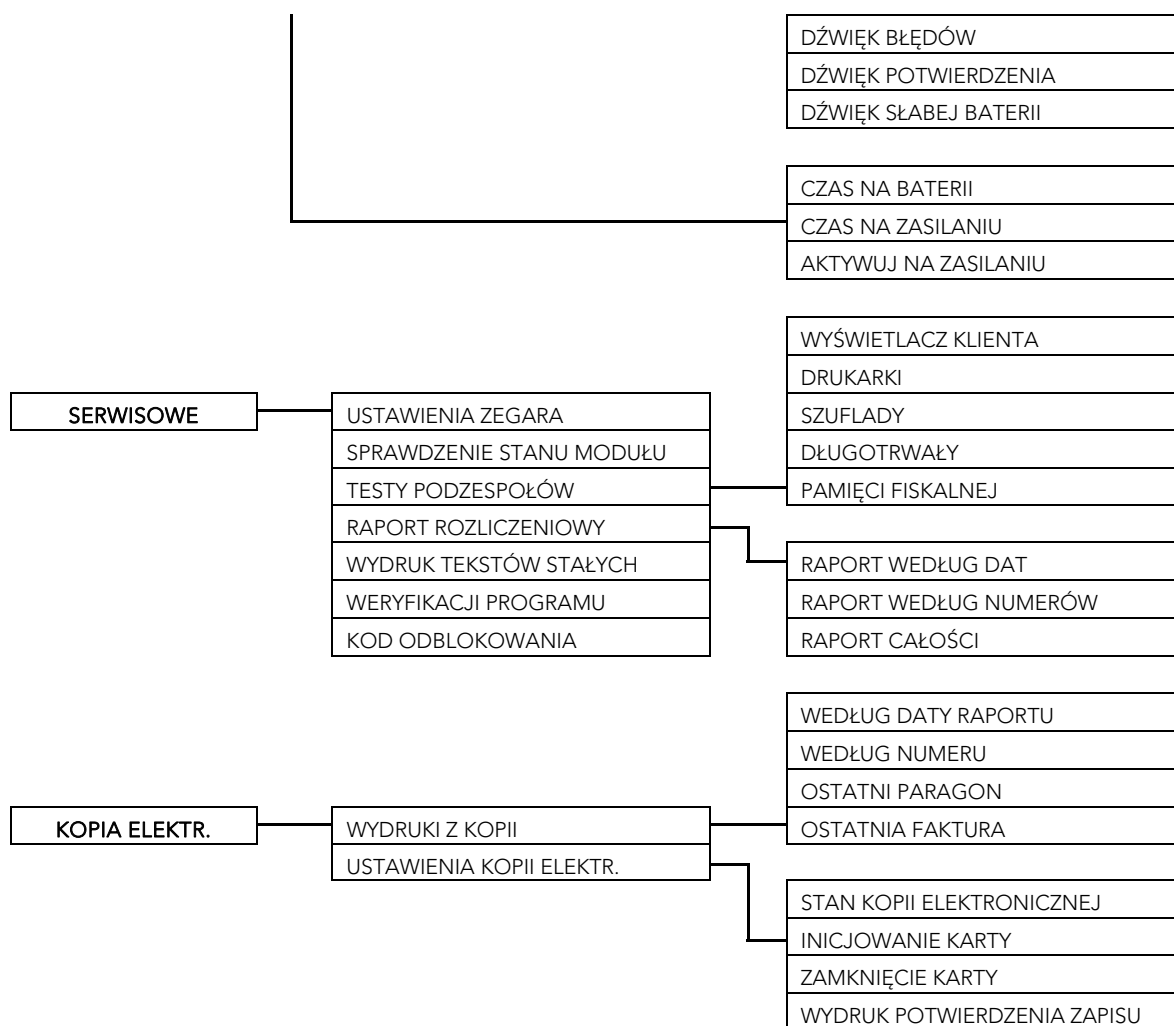 DŹWIĘK BŁĘDÓW
DŹWIĘK POTWIERDZENIA
DŹWIĘK SŁABEJ BATERII
CZAS NA BATERII
CZAS NA ZASILANIU
AKTYWUJ NA ZASILANIU
SERWISOWE
USTAWIENIA ZEGARA
SPRAWDZENIE STANU MODUŁU
TESTY PODZESPOŁÓW
RAPORT ROZLICZENIOWY
WYDRUK TEKSTÓW STAŁYCH
WERYFIKACJI PROGRAMU
KOD ODBLOKOWANIA
WYŚWIETLACZ KLIENTA
DRUKARKI
SZUFLADY
DŁUGOTRWAŁY
PAMIĘCI FISKALNEJ
RAPORT WEDŁUG DAT
RAPORT WEDŁUG NUMERÓW
RAPORT CAŁOŚCI
KOPIA ELEKTR.
WYDRUKI Z KOPII
USTAWIENIA KOPII ELEKTR.
WEDŁUG DATY RAPORTU
WEDŁUG NUMERU
OSTATNI PARAGON
OSTATNIA FAKTURA
STAN KOPII ELEKTRONICZNEJ
INICJOWANIE KARTY
ZAMKNIĘCIE KARTY
WYDRUK POTWIERDZENIA ZAPISU